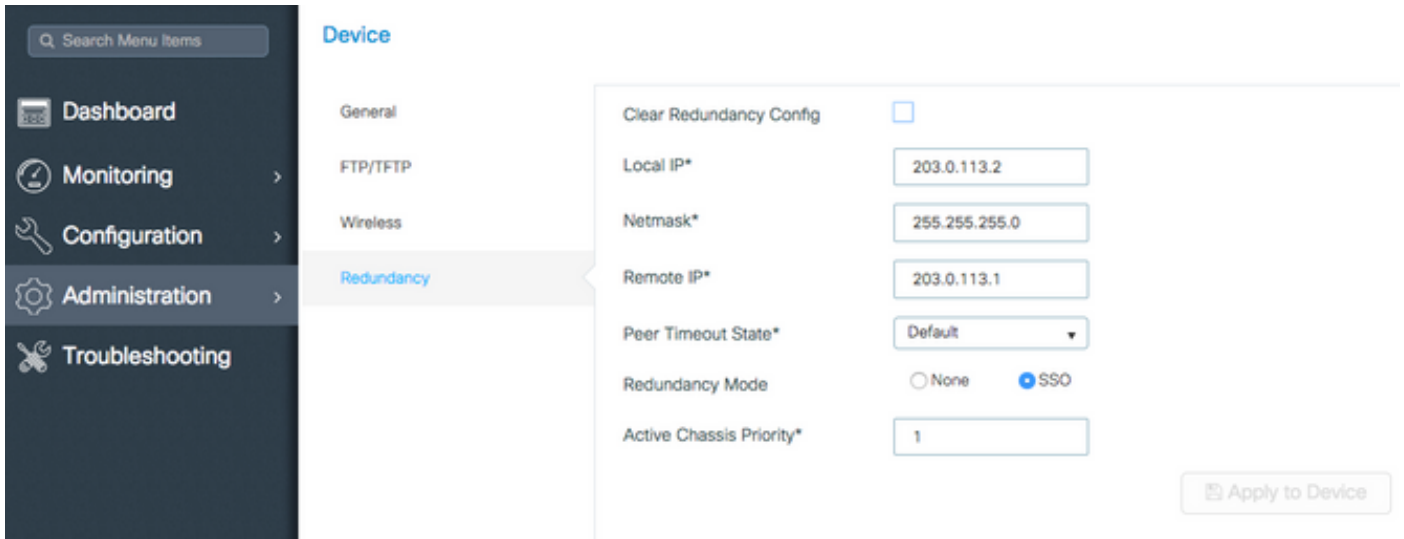 Search Menu Items
Dashboard
Monitoring
Configuration
Administration
Troubleshooting
Device
General
FTP/TFTP
Wireless
Redundancy
Clear Redundancy Config
Local IP* 203.0.113.2
Netmask* 255.255.255.0
Remote IP* 203.0.113.1
Peer Timeout State* Default
Redundancy Mode None SSO
Active Chassis Priority* 1
Apply to Device